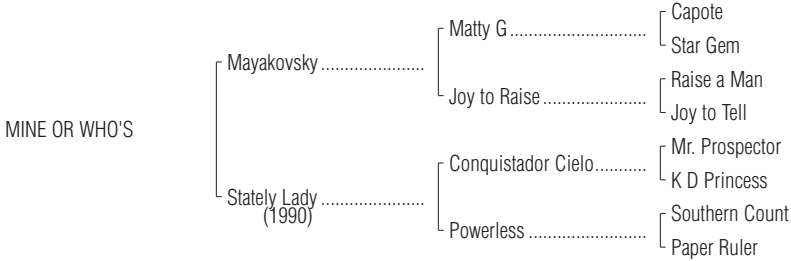 Capote
Matty G
Star Gem
Mayakovsky
Raise a Man
Joy to Raise
Joy to Tell
MINE OR WHO'S
Mr. Prospector
Conquistador Cielo
K D Princess
Stately Lady
(1990)
Southern Count
Powerless
Paper Ruler